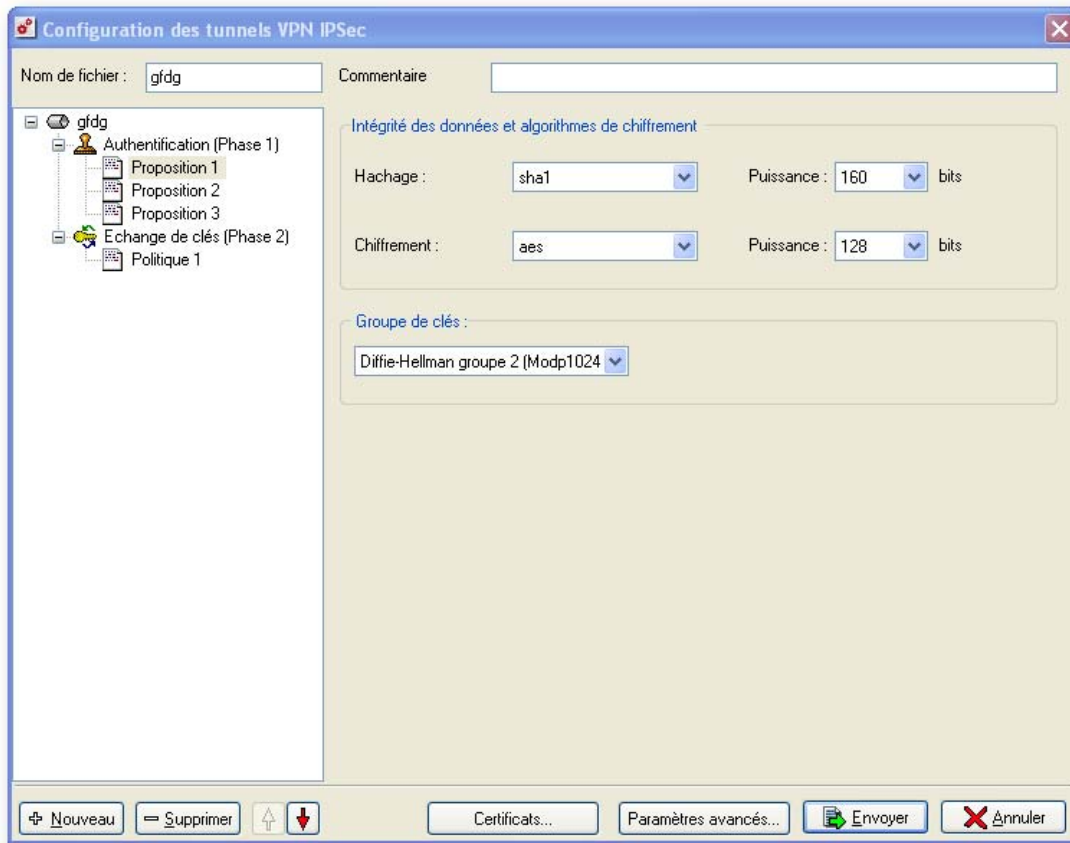 Configuration des tunnels VPN IPSec
Nom de fichier : gfdg Commentaire
gfdg
Authentification (Phase 1)
Proposition 1
Proposition 2
Proposition 3
Echange de clés (Phase 2)
Politique 1
Intégrité des données et algorithmes de chiffrement
Hachage : sha1 Puissance : 160 bits
Chiffrement : aes Puissance : 128 bits
Groupe de clés :
Diffie-Hellman groupe 2 (Modp1024
Nouveau Supprimer Certificats... Paramètres avancés... Envoyer Annuler